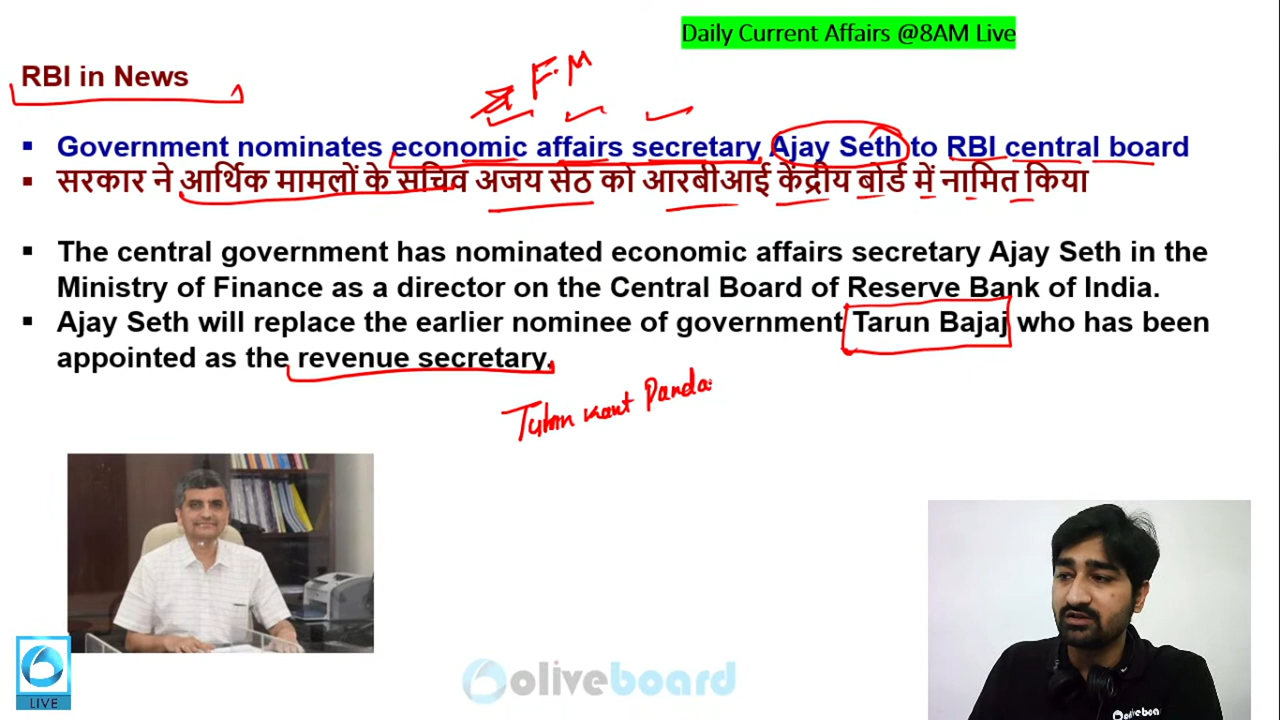 Daily Current Affairs @8AM Live
RBI in News
F.M
▪ Government nominates economic affairs secretary Ajay Seth to RBI central board
▪ सरकार ने आर्थिक मामलों के सचिव अजय सेठ को आरबीआई केंद्रीय बोर्ड में नामित किया
▪ The central government has nominated economic affairs secretary Ajay Seth in the
Ministry of Finance as a director on the Central Board of Reserve Bank of India.
▪ Ajay Seth will replace the earlier nominee of government Tarun Bajaj who has been
appointed as the revenue secretary.
Kant Panda
LIVE
oliveboard
oliveboa